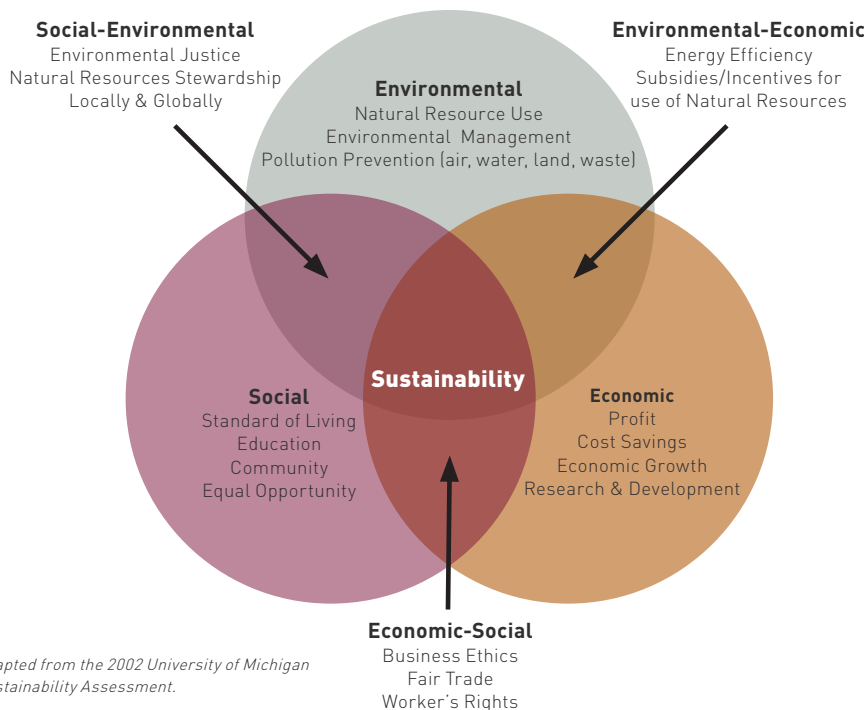 Social-Environmental
Environmental Justice
Natural Resources Stewardship
Locally & Globally
Environmental-Economic
Energy Efficiency
Subsidies/Incentives for
use of Natural Resources
Environmental
Natural Resource Use
Environmental Management
Pollution Prevention (air, water, land, waste)
Sustainability
Social
Standard of Living
Education
Community
Equal Opportunity
Economic
Profit
Cost Savings
Economic Growth
Research & Development
Economic-Social
Business Ethics
Fair Trade
Worker's Rights
apted from the 2002 University of Michigan
stainability Assessment.